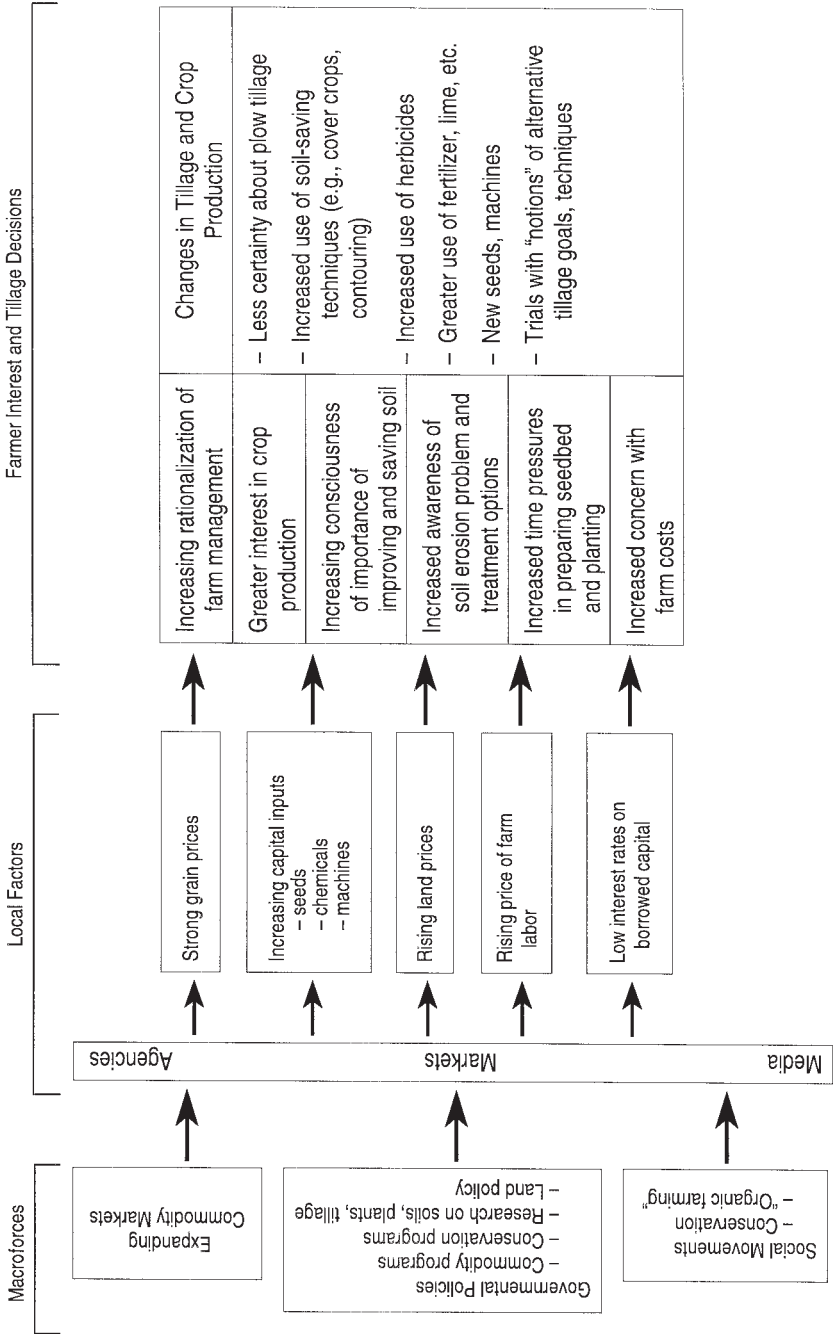 Macroforces
Expanding
Commodity Markets
Governmental Policies
– Commodity programs
– Conservation programs
– Research on soils, plants, tillage
– Land policy
Social Movements
– Conservation
– "Organic farming"
Local Factors
Agencies
Markets
Media
Strong grain prices
Increasing capital inputs
– seeds
– chemicals
– machines
Rising land prices
Rising price of farm
labor
Low interest rates on
borrowed capital
Farmer Interest and Tillage Decisions
Increasing rationalization of
farm management
Greater interest in crop
production
Increasing consciousness
of importance of
improving and saving soil
Increased awareness of
soil erosion problem and
treatment options
Increased time pressures
in preparing seedbed
and planting
Increased concern with
farm costs
Changes in Tillage and Crop
Production
– Less certainty about plow tillage
– Increased use of soil-saving
techniques (e.g., cover crops,
contouring)
– Increased use of herbicides
– Greater use of fertilizer, lime, etc.
– New seeds, machines
– Trials with "notions" of alternative
tillage goals, techniques